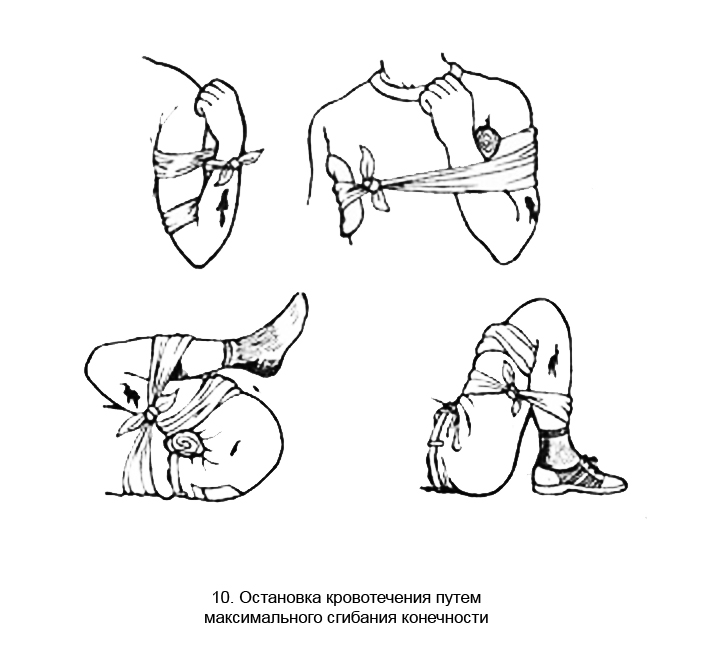 10. Остановка кровотечения путем
максимального сгибания конечности